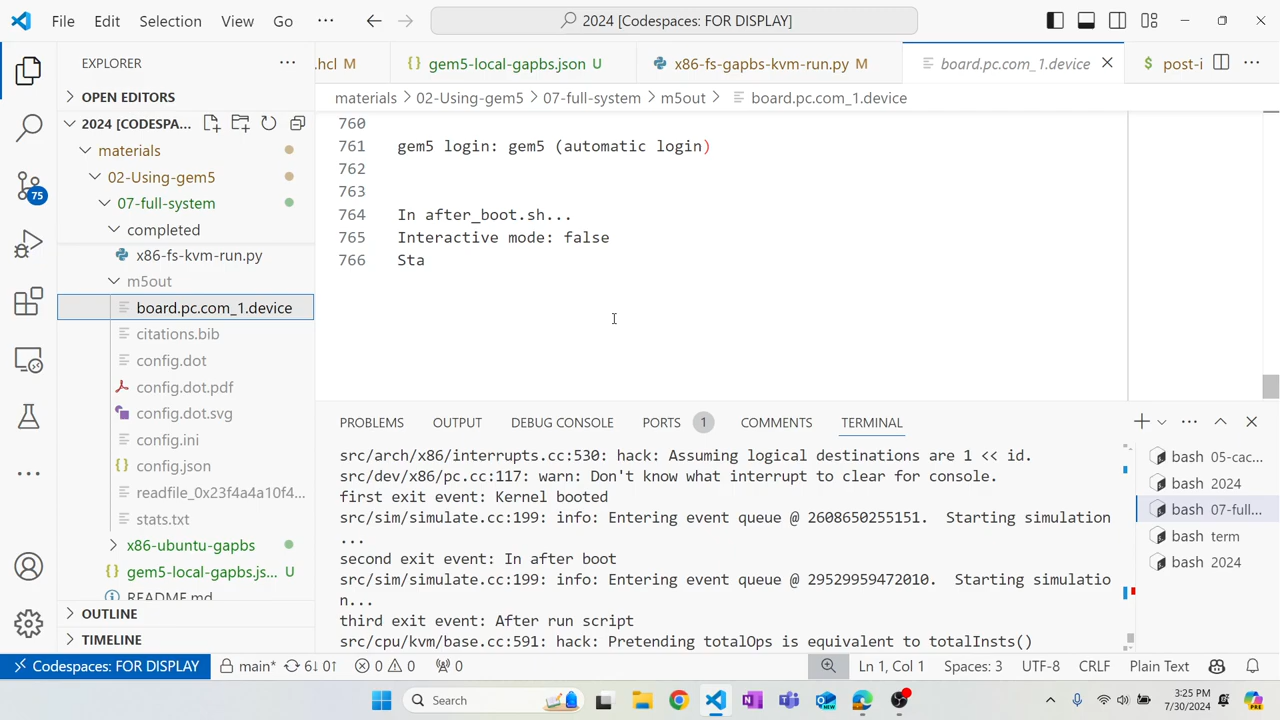 File Edit Selection View Go ··· 2024 [Codespaces: FOR DISPLAY]
EXPLORER ···
.hcl M
gem5-local-gapbs.json U
x86-fs-gapbs-kvm-run.py M
board.pc.com_1.device
$ post-i
OPEN EDITORS
materials > 02-Using-gem5 > 07-full-system > m5out > board.pc.com_1.device
2024 [CODESPA...
materials
02-Using-gem5
07-full-system
completed
x86-fs-kvm-run.py
m5out
board.pc.com_1.device
citations.bib
config.dot
config.dot.pdf
config.dot.svg
config.ini
config.json
readfile_0x23f4a4a10f4...
stats.txt
x86-ubuntu-gapbs
gem5-local-gapbs.js... U
README.md
OUTLINE
TIMELINE
75
760
761 gem5 login: gem5 (automatic login)
762
763
764 In after_boot.sh...
765 Interactive mode: false
766 Sta
PROBLEMS OUTPUT DEBUG CONSOLE PORTS 1 COMMENTS TERMINAL
src/arch/x86/interrupts.cc:530: hack: Assuming logical destinations are 1 << id.
src/dev/x86/pc.cc:117: warn: Don't know what interrupt to clear for console.
first exit event: Kernel booted
src/sim/simulate.cc:199: info: Entering event queue @ 2608650255151.  Starting simulation
...
second exit event: In after boot
src/sim/simulate.cc:199: info: Entering event queue @ 29529959472010.  Starting simulatio
n...
third exit event: After run script
src/cpu/kvm/base.cc:591: hack: Pretending totalOps is equivalent to totalInsts()
bash 05-cac...
bash 2024
bash 07-full...
bash term
bash 2024
Codespaces: FOR DISPLAY main* 6↓ 0↑ 0 0 0 Ln 1, Col 1 Spaces: 3 UTF-8 CRLF Plain Text
Search
3:25 PM
7/30/2024